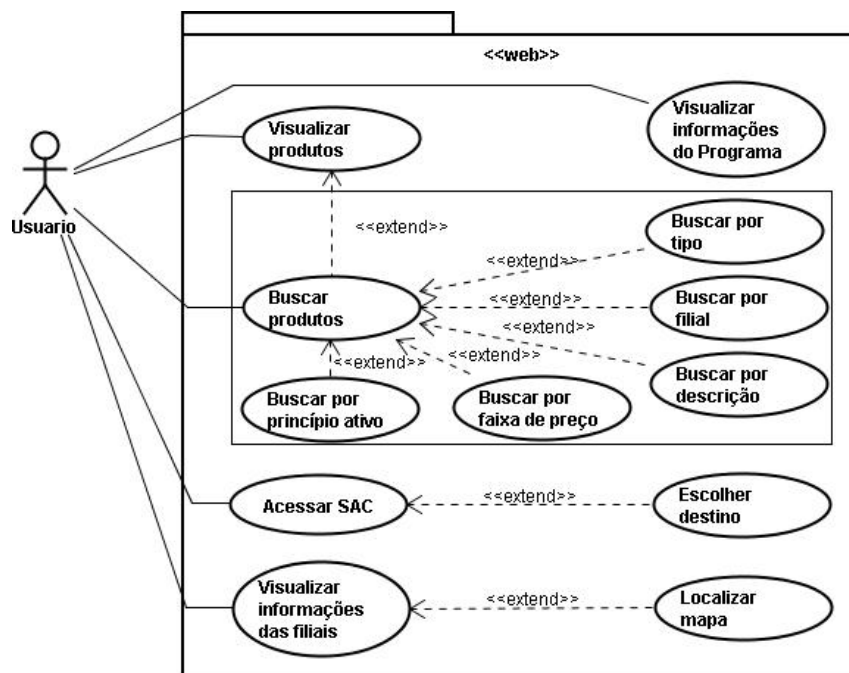 <<web>>
Visualizar
informações
do Programa
Visualizar
produtos
Usuario
<<extend>>
Buscar por
tipo
<<extend>>
Buscar
produtos
<<extend>>
Buscar por
filial
<<extend>>
<<extend>>
<<extend>>
Buscar por
descrição
Buscar por
princípio ativo
Buscar por
faixa de preço
Acessar SAC
<<extend>>
Escolher
destino
Visualizar
informações
das filiais
<<extend>>
Localizar
mapa